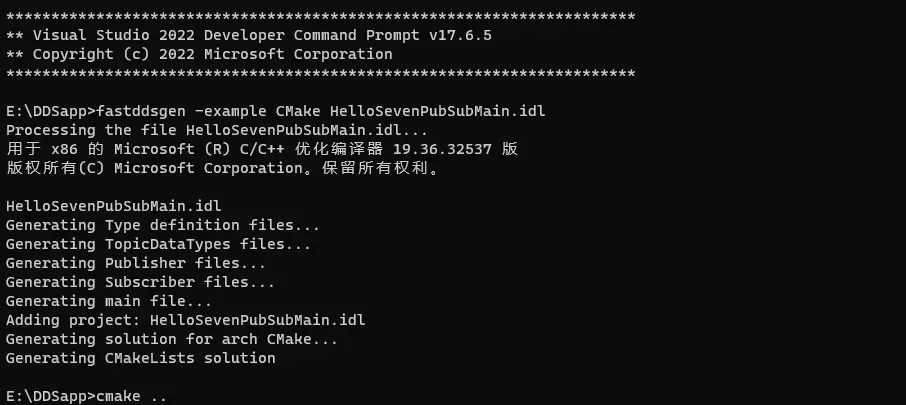 ***********************************************************************
** Visual Studio 2022 Developer Command Prompt v17.6.5
** Copyright (c) 2022 Microsoft Corporation
***********************************************************************
E:\DDSapp>fastddsgen -example CMake HelloSevenPubSubMain.idl
Processing the file HelloSevenPubSubMain.idl...
用于 x86 的 Microsoft (R) C/C++ 优化编译器 19.36.32537 版
版权所有(C) Microsoft Corporation。保留所有权利。
HelloSevenPubSubMain.idl
Generating Type definition files...
Generating TopicDataTypes files...
Generating Publisher files...
Generating Subscriber files...
Generating main file...
Adding project: HelloSevenPubSubMain.idl
Generating solution for arch CMake...
Generating CMakeLists solution
E:\DDSapp>cmake ..